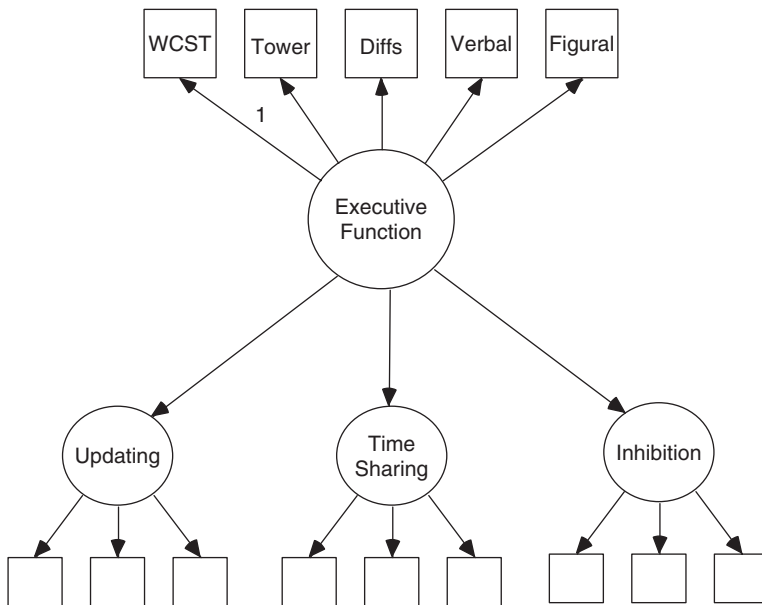 WCST
Tower
Diffs
Verbal
Figural
1
Executive
Function
Updating
Time
Sharing
Inhibition